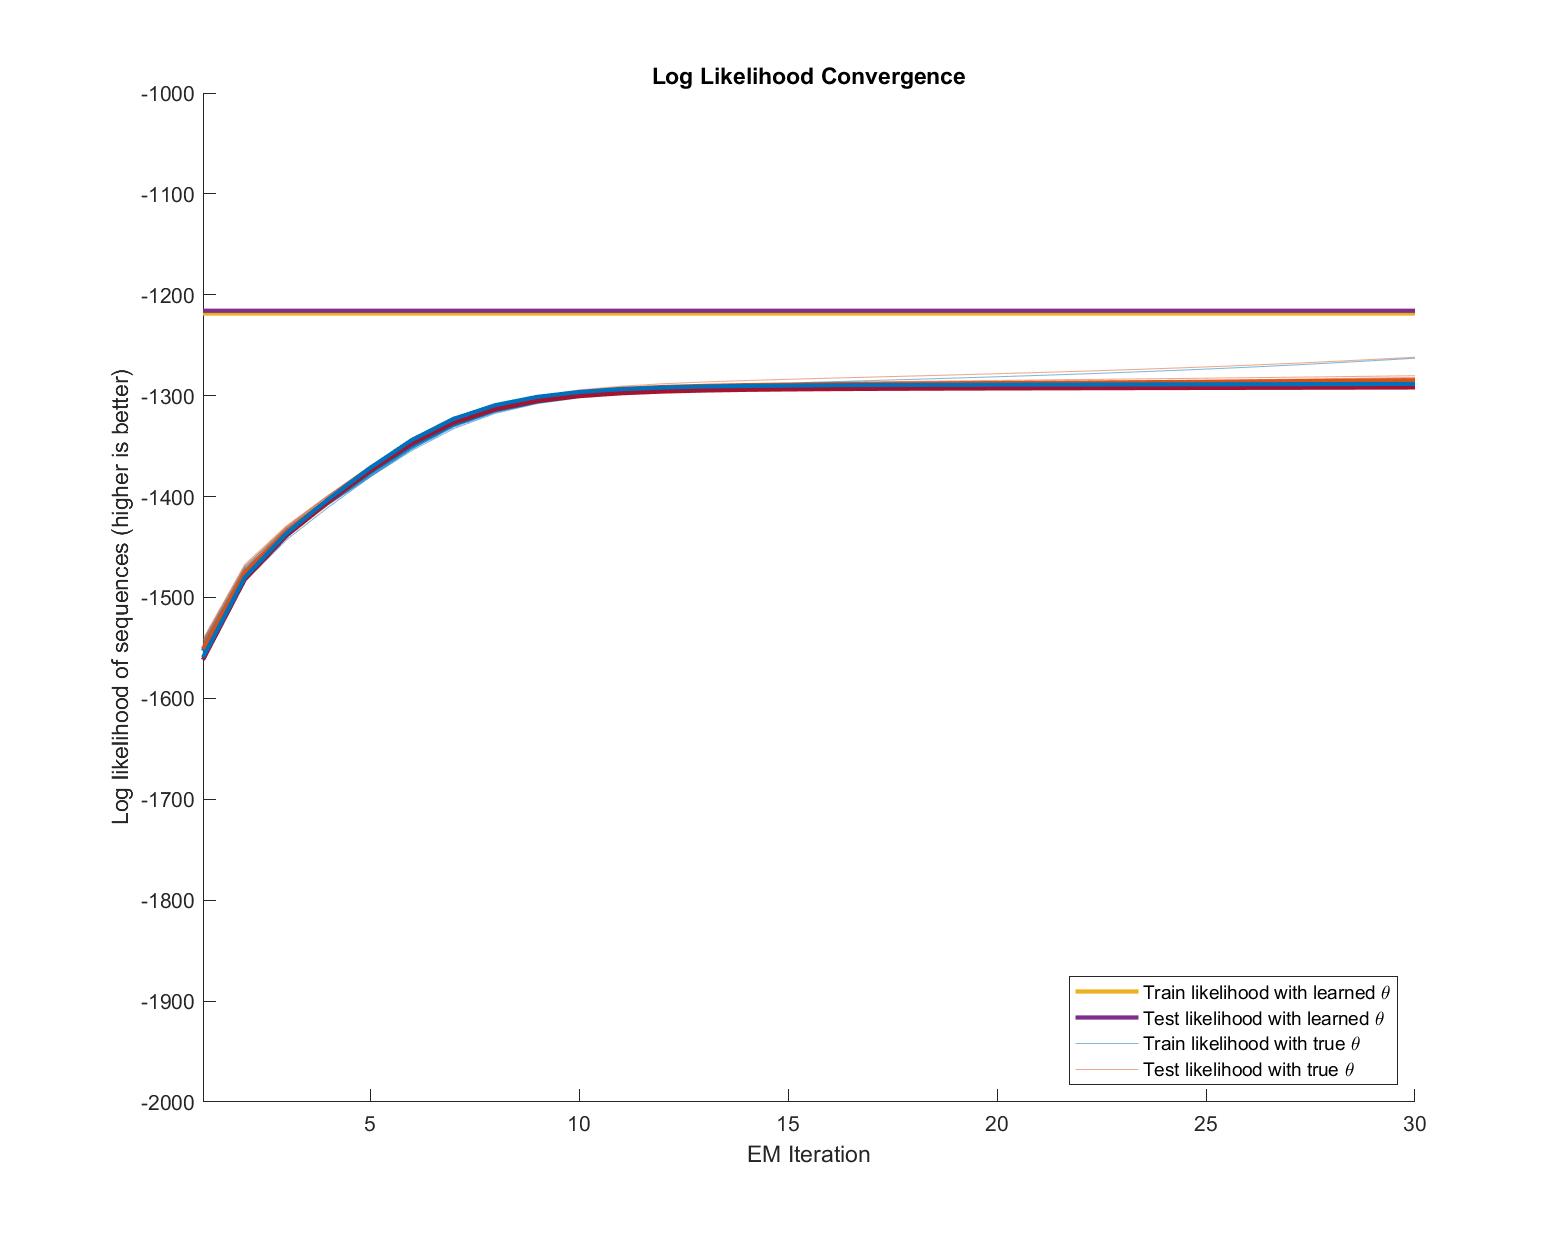 Log Likelihood Convergence
-1000
-1100
-1200
-1300
-1400
-1500
-1600
-1700
-1800
-1900
-2000
Log likelihood of sequences (higher is better)
5 10 15 20 25 30
EM Iteration
Train likelihood with learned θ
Test likelihood with learned θ
Train likelihood with true θ
Test likelihood with true θ